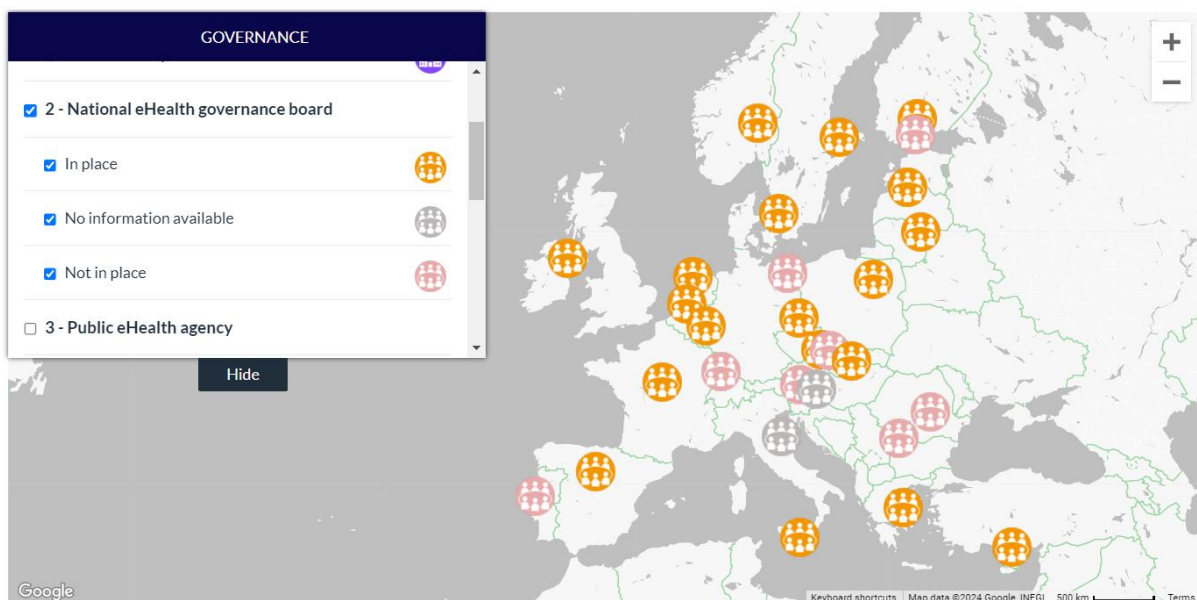 GOVERNANCE
2 - National eHealth governance board
In place
No information available
Not in place
3 - Public eHealth agency
Hide
Google
Keyboard shortcuts
Map data ©2024 Google, INEGI
500 km
Terms